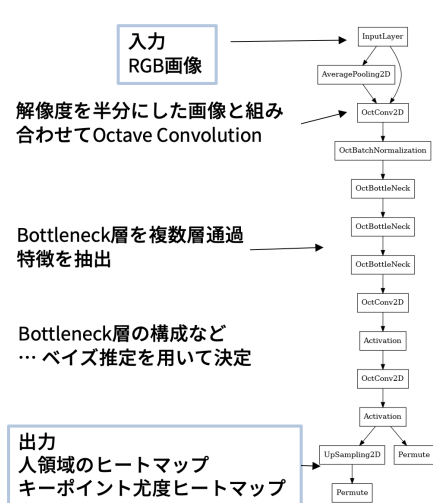 入力
RGB画像
解像度を半分にした画像と組み
合わせてOctave Convolution
Bottleneck層を複数層通過
特徴を抽出
Bottleneck層の構成など
… ベイズ推定を用いて決定
出力
人領域のヒートマップ
キーポイント尤度ヒートマップ
InputLayer
AveragePooling2D
OctConv2D
OctBatchNormalization
OctBottleNeck
OctBottleNeck
OctBottleNeck
OctConv2D
Activation
OctConv2D
Activation
UpSampling2D
Permute
Permute